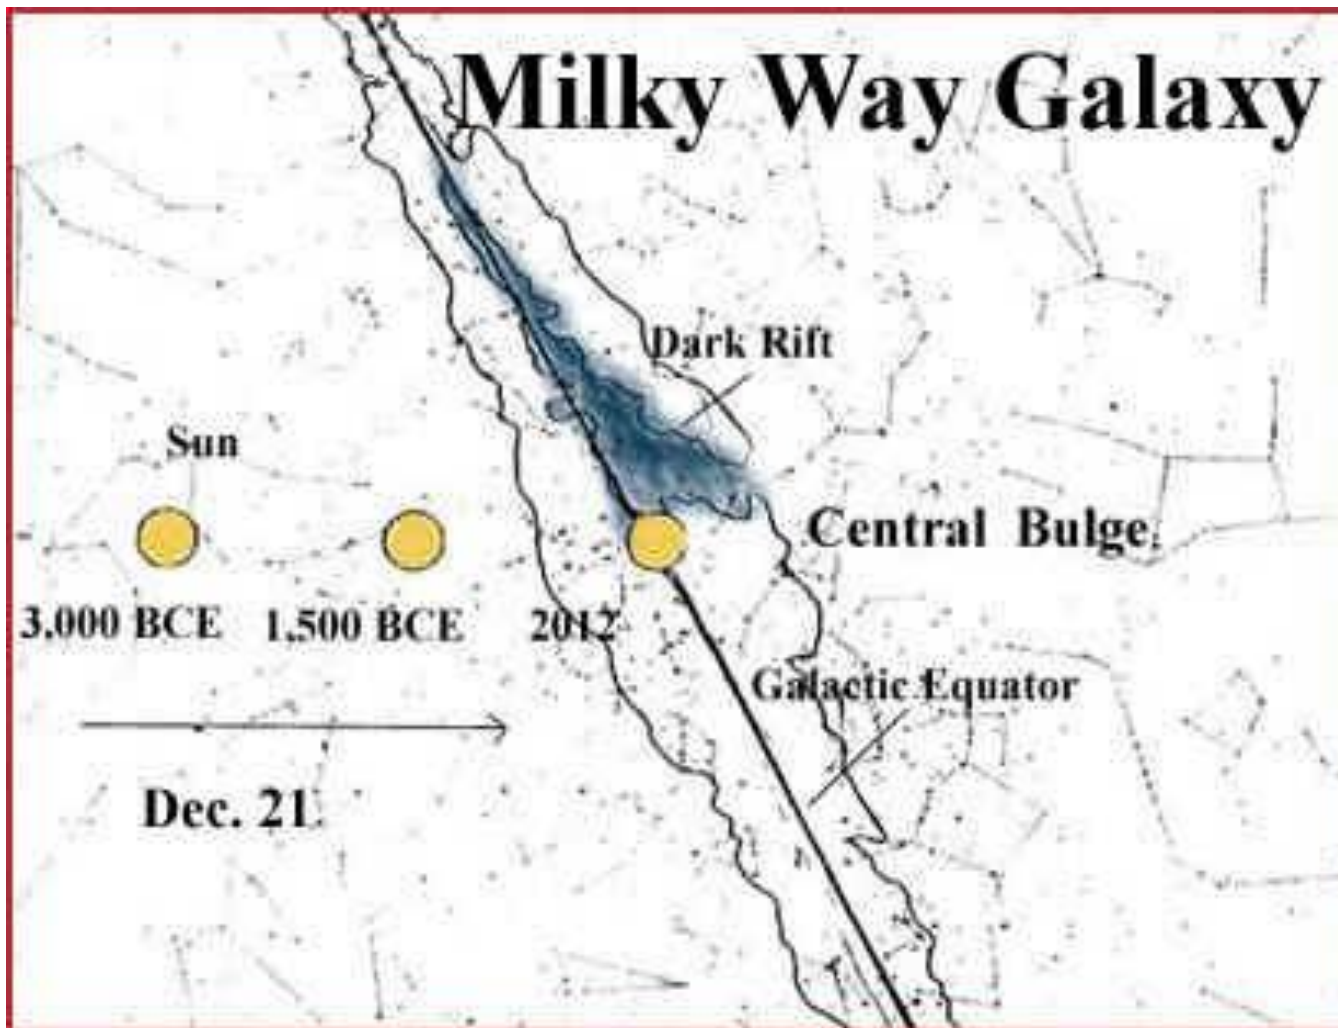 Milky Way Galaxy
Dark Rift
Sun
Central Bulge
3.000 BCE
1.500 BCE
2012
Galactic Equator
Dec. 21